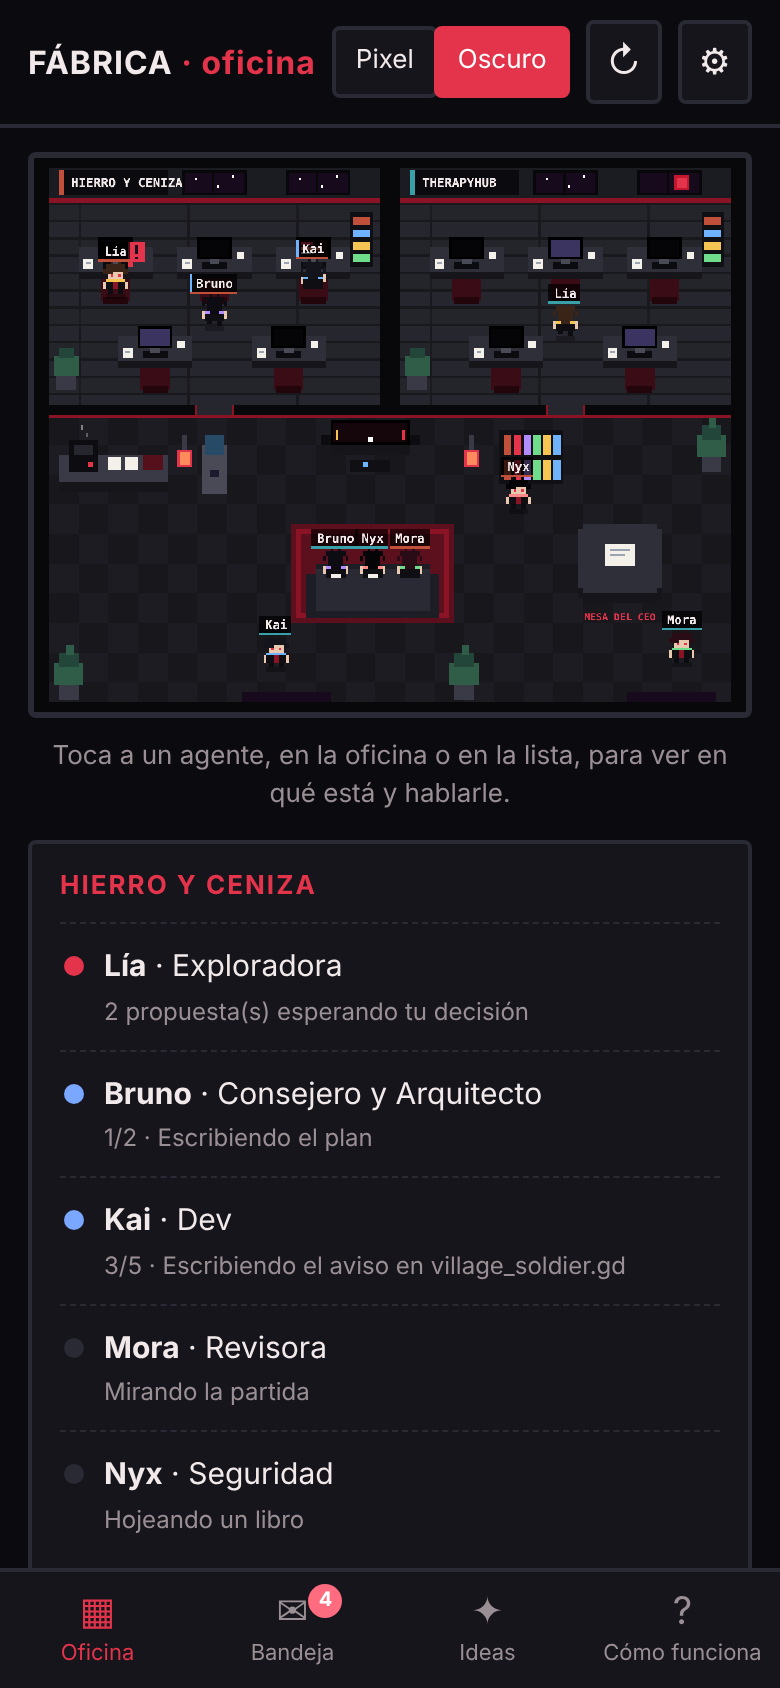 FÁBRICA · oficina
Pixel
Oscuro
HIERRO Y CENIZA
THERAPYHUB
Lía
Kai
Bruno
Lía
Nyx
Bruno Nyx Mora
MESA DEL CEO
Kai
Mora
Toca a un agente, en la oficina o en la lista, para ver en
qué está y hablarle.
HIERRO Y CENIZA
Lía · Exploradora
2 propuesta(s) esperando tu decisión
Bruno · Consejero y Arquitecto
1/2 · Escribiendo el plan
Kai · Dev
3/5 · Escribiendo el aviso en village_soldier.gd
Mora · Revisora
Mirando la partida
Nyx · Seguridad
Hojeando un libro
4
?
Oficina
Bandeja
Ideas
Cómo funciona